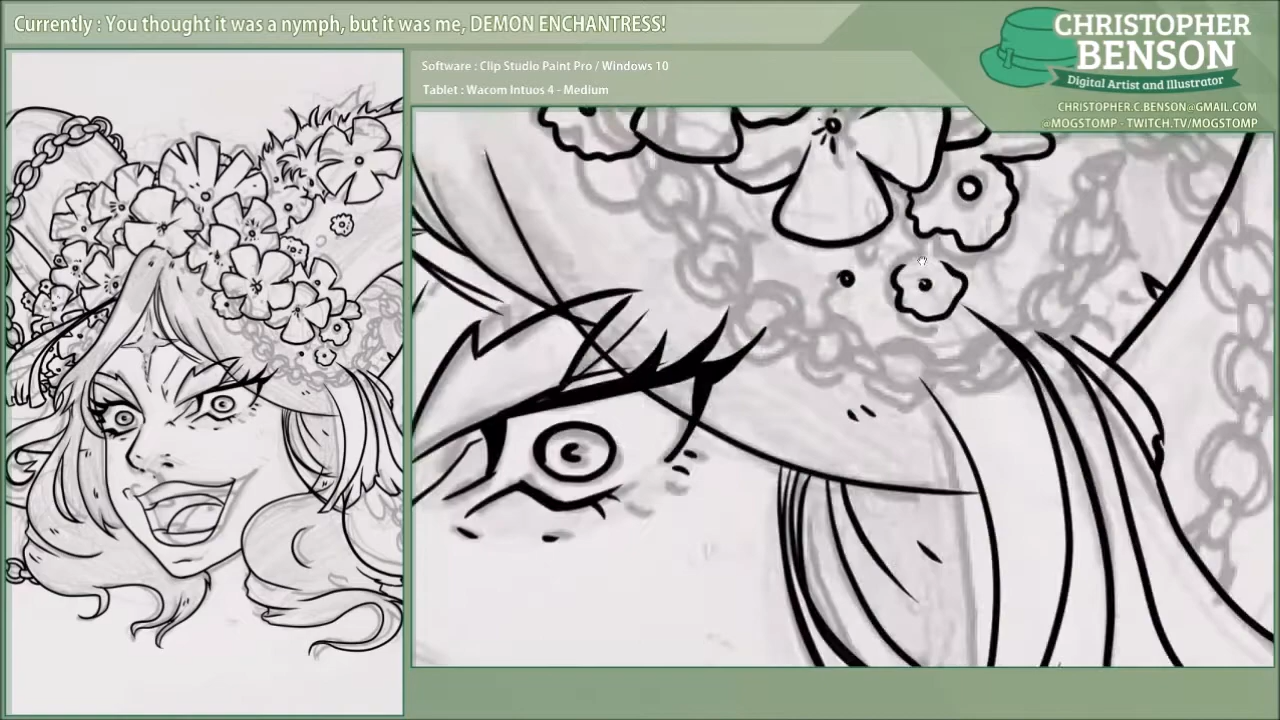 Currently : You thought it was a nymph, but it was me, DEMON ENCHANTRESS!
Software : Clip Studio Paint Pro / Windows 10
Tablet : Wacom Intuos 4 - Medium
CHRISTOPHER
BENSON
Digital Artist and Illustrator
CHRISTOPHER.C.BENSON@GMAIL.COM
@MOGSTOMP - TWITCH.TV/MOGSTOMP